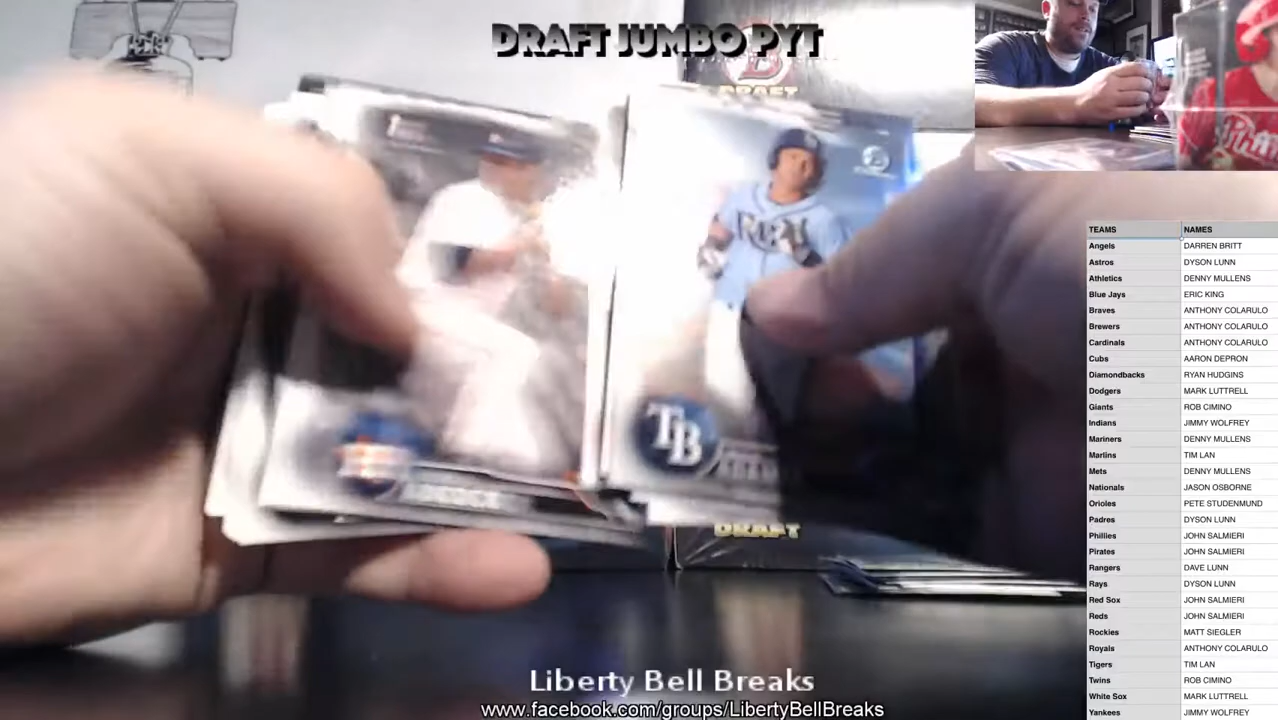 DRAFT JUMBO PYT
DRAFT
TB
DRAFT
TEAMS NAMES
Angels DARREN BRITT
Astros DYSON LUNN
Athletics DENNY MULLENS
Blue Jays ERIC KING
Braves ANTHONY COLARULO
Brewers ANTHONY COLARULO
Cardinals ANTHONY COLARULO
Cubs AARON DEPRON
Diamondbacks RYAN HUDGINS
Dodgers MARK LUTTRELL
Giants ROB CIMINO
Indians JIMMY WOLFREY
Mariners DENNY MULLENS
Marlins TIM LAN
Mets DENNY MULLENS
Nationals JASON OSBORNE
Orioles PETE STUDENMUND
Padres DYSON LUNN
Phillies JOHN SALMIERI
Pirates JOHN SALMIERI
Rangers DAVE LUNN
Rays DYSON LUNN
Red Sox JOHN SALMIERI
Reds JOHN SALMIERI
Rockies MATT SIEGLER
Royals ANTHONY COLARULO
Tigers TIM LAN
Twins ROB CIMINO
White Sox MARK LUTTRELL
Yankees JIMMY WOLFREY
Liberty Bell Breaks
www.facebook.com/groups/LibertyBellBreaks